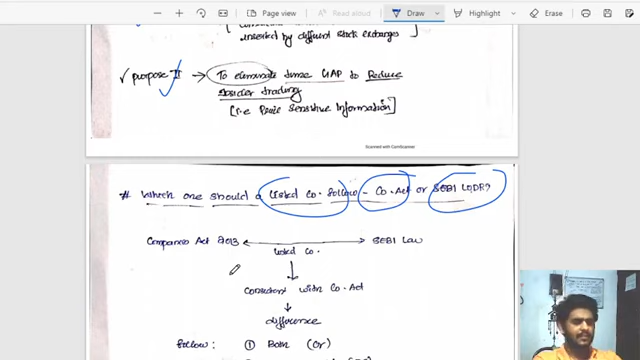 Page view
Read aloud
Draw
Highlight
Erase
inserted by different stock exchanges
✓ purpose II → To eliminate time GAP to Reduce
insider trading
[i.e Price Sensitive Information]
Scanned with CamScanner
# Which one should a listed Co. follow - Co. Act or SEBI LODR?
Companies Act 2013 ⟷ SEBI Law
listed Co.
↓
Consistent with Co. Act
↓
difference
Follow: ① Both (or)